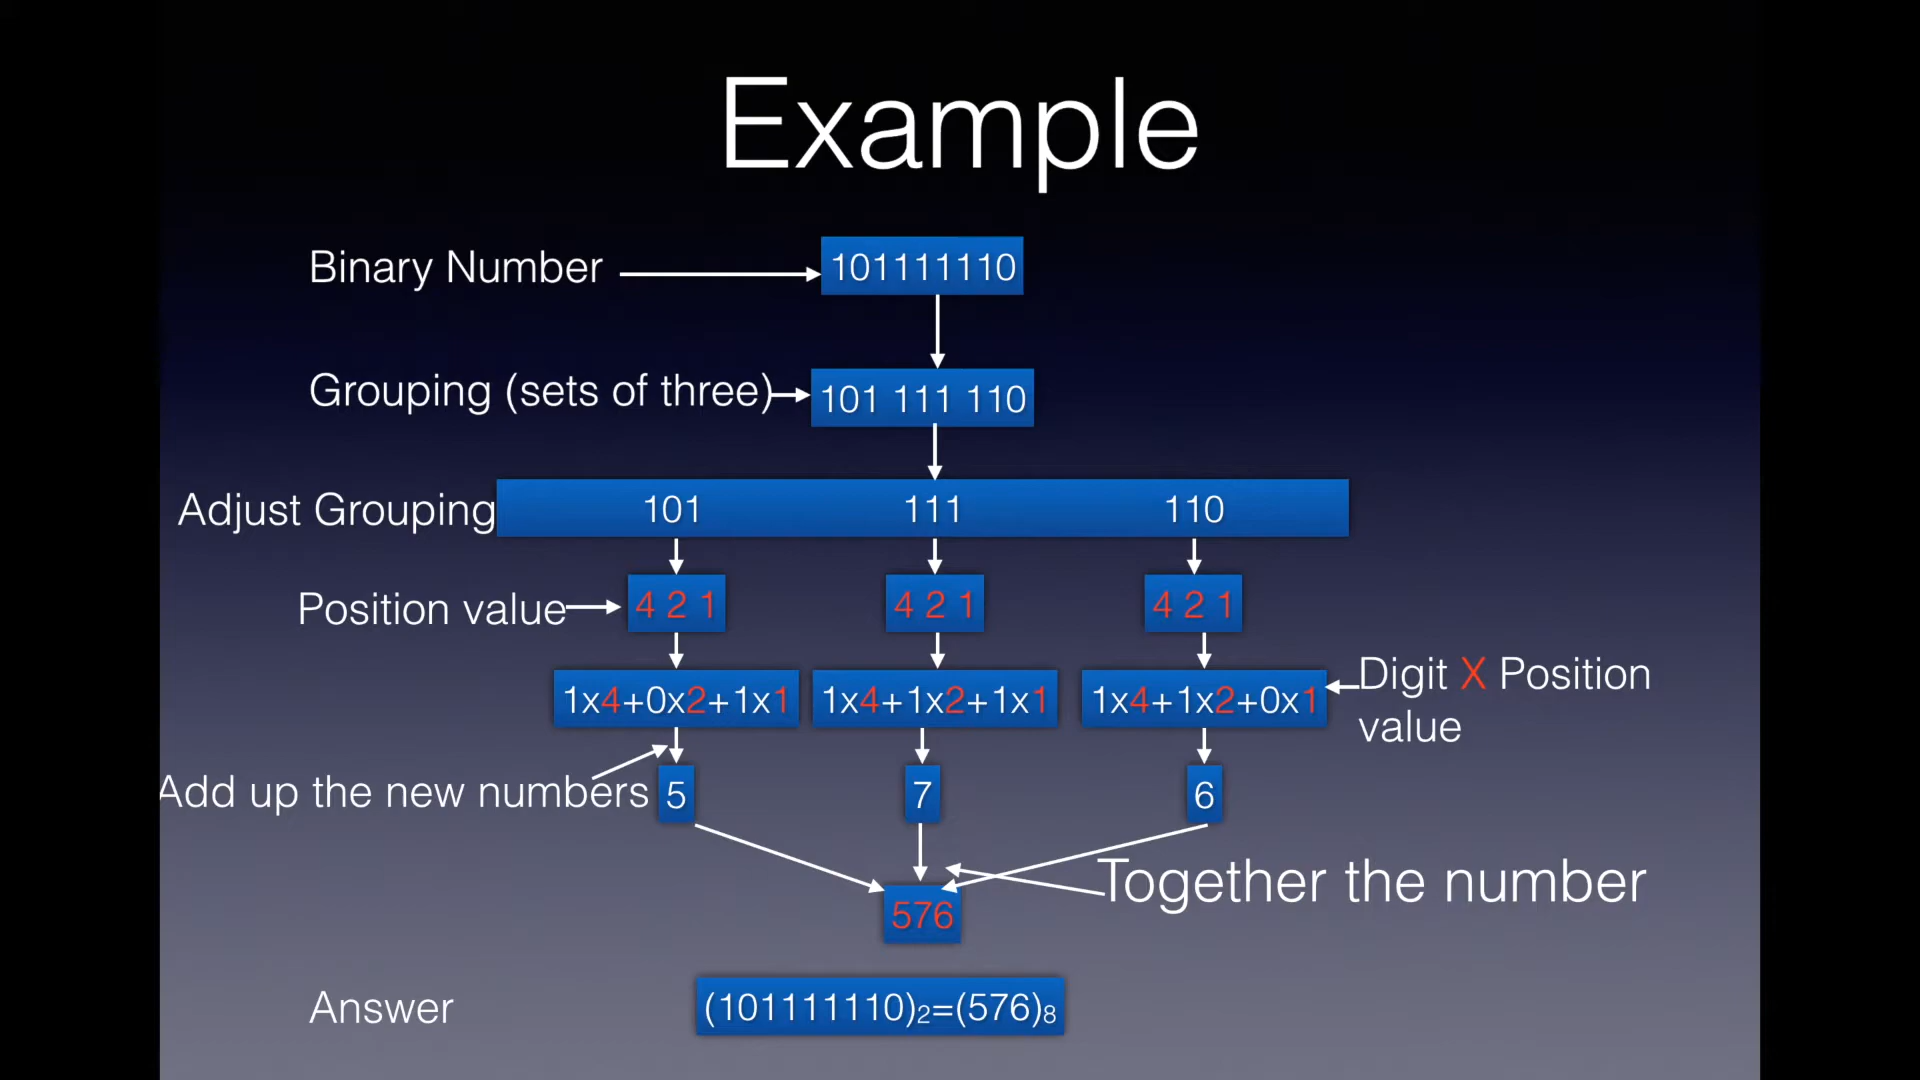 Example
Binary Number 101111110
Grouping (sets of three) 101 111 110
Adjust Grouping 101 111 110
Position value 4 2 1 4 2 1 4 2 1
1x4+0x2+1x1 1x4+1x2+1x1 1x4+1x2+0x1 Digit X Position
value
Add up the new numbers 5 7 6
Together the number
576
Answer (101111110)₂=(576)₈